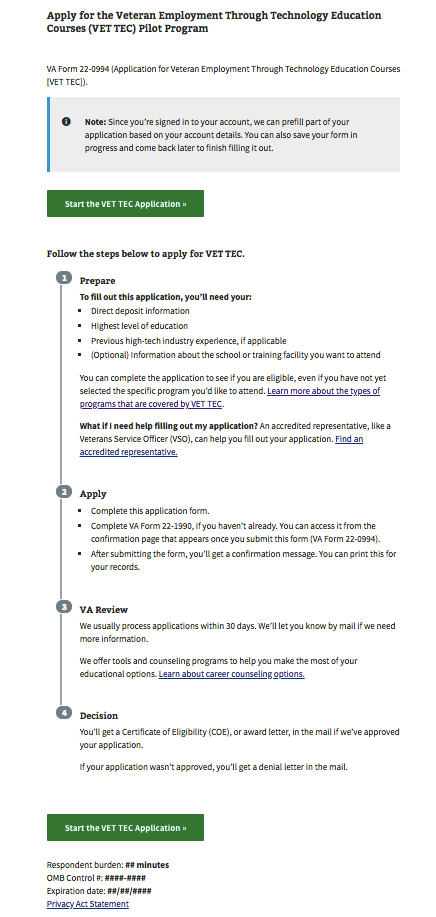 Apply for the Veteran Employment Through Technology Education
Courses (VET TEC) Pilot Program
VA Form 22-0994 (Application for Veteran Employment Through Technology Education Courses
[VET TEC]).
Note: Since you're signed in to your account, we can prefill part of your
application based on your account details. You can also save your form in
progress and come back later to finish filling it out.
Start the VET TEC Application »
Follow the steps below to apply for VET TEC.
1 Prepare
To fill out this application, you'll need your:
▪ Direct deposit information
▪ Highest level of education
▪ Previous high-tech industry experience, if applicable
▪ (Optional) Information about the school or training facility you want to attend
You can complete the application to see if you are eligible, even if you have not yet
selected the specific program you'd like to attend. Learn more about the types of
programs that are covered by VET TEC.
What if I need help filling out my application? An accredited representative, like a
Veterans Service Officer (VSO), can help you fill out your application. Find an
accredited representative.
2 Apply
▪ Complete this application form.
▪ Complete VA Form 22-1990, if you haven't already. You can access it from the
confirmation page that appears once you submit this form (VA Form 22-0994).
▪ After submitting the form, you'll get a confirmation message. You can print this for
your records.
3 VA Review
We usually process applications within 30 days. We'll let you know by mail if we need
more information.
We offer tools and counseling programs to help you make the most of your
educational options. Learn about career counseling options.
4 Decision
You'll get a Certificate of Eligibility (COE), or award letter, in the mail if we've approved
your application.
If your application wasn't approved, you'll get a denial letter in the mail.
Start the VET TEC Application »
Respondent burden: ## minutes
OMB Control #: ####-####
Expiration date: ##/##/####
Privacy Act Statement